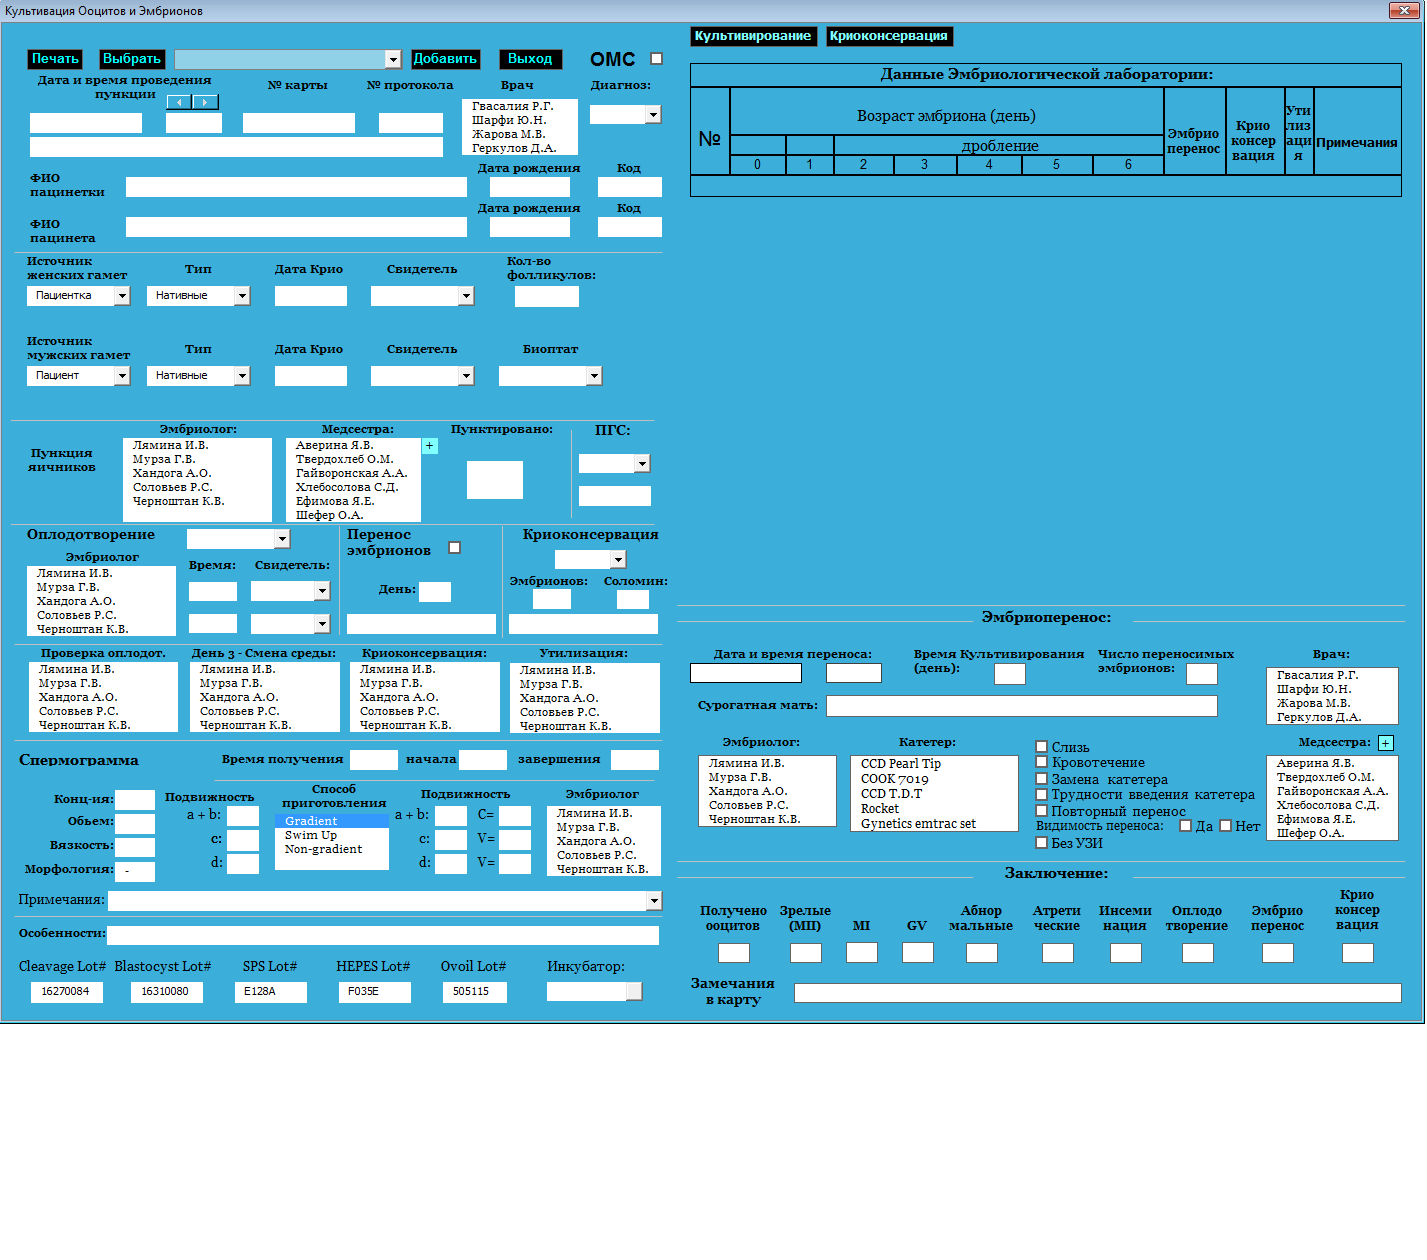 Культивация Ооцитов и Эмбрионов
Печать
Выбрать
Добавить
Выход
ОМС
Дата и время проведения
пункции
№ карты
№ протокола
Врач
Диагноз:
Гвасалия Р.Г.
Шарфи Ю.Н.
Жарова М.В.
Геркулов Д.А.
ФИО
пацинетки
Дата рождения
Код
ФИО
пацинета
Дата рождения
Код
Источник
женских гамет
Тип
Дата Крио
Свидетель
Кол-во
фолликулов:
Пациентка
Нативные
Источник
мужских гамет
Тип
Дата Крио
Свидетель
Биоптат
Пациент
Нативные
Пункция
яичников
Эмбриолог:
Лямина И.В.
Мурза Г.В.
Хандога А.О.
Соловьев Р.С.
Черноштан К.В.
Медсестра:
Аверина Я.В.
Твердохлеб О.М.
Гайворонская А.А.
Хлебосолова С.Д.
Ефимова Я.Е.
Шефер О.А.
+
Пунктировано:
ПГС:
Оплодотворение
Эмбриолог
Лямина И.В.
Мурза Г.В.
Хандога А.О.
Соловьев Р.С.
Черноштан К.В.
Время:
Свидетель:
Перенос
эмбрионов
День:
Криоконсервация
Эмбрионов:
Соломин:
Проверка оплодот.
Лямина И.В.
Мурза Г.В.
Хандога А.О.
Соловьев Р.С.
Черноштан К.В.
День 3 - Смена среды:
Лямина И.В.
Мурза Г.В.
Хандога А.О.
Соловьев Р.С.
Черноштан К.В.
Криоконсервация:
Лямина И.В.
Мурза Г.В.
Хандога А.О.
Соловьев Р.С.
Черноштан К.В.
Утилизация:
Лямина И.В.
Мурза Г.В.
Хандога А.О.
Соловьев Р.С.
Черноштан К.В.
Спермограмма
Время получения
начала
завершения
Конц-ия:
Обьем:
Вязкость:
Морфология:
-
Подвижность
a + b:
c:
d:
Способ
приготовления
Gradient
Swim Up
Non-gradient
Подвижность
a + b:
c:
d:
C=
V=
V=
Эмбриолог
Лямина И.В.
Мурза Г.В.
Хандога А.О.
Соловьев Р.С.
Черноштан К.В.
Примечания:
Особенности:
Cleavage Lot#
Blastocyst Lot#
SPS Lot#
HEPES Lot#
Ovoil Lot#
Инкубатор:
16270084
16310080
E128A
F035E
505115
Культивирование
Криоконсервация
Данные Эмбриологической лаборатории:
№
Возраст эмбриона (день)
дробление
0
1
2
3
4
5
6
Эмбрио
перенос
Крио
консер
вация
Ути
лиз
аци
я
Примечания
Эмбриоперенос:
Дата и время переноса:
Время Культивирования
(день):
Число переносимых
эмбрионов:
Врач:
Гвасалия Р.Г.
Шарфи Ю.Н.
Жарова М.В.
Геркулов Д.А.
Сурогатная мать:
Эмбриолог:
Лямина И.В.
Мурза Г.В.
Хандога А.О.
Соловьев Р.С.
Черноштан К.В.
Катетер:
CCD Pearl Tip
COOK 7019
CCD T.D.T
Rocket
Gynetics emtrac set
Слизь
Кровотечение
Замена катетера
Трудности введения катетера
Повторный перенос
Видимость переноса:
Да
Нет
Без УЗИ
Медсестра:
+
Аверина Я.В.
Твердохлеб О.М.
Гайворонская А.А.
Хлебосолова С.Д.
Ефимова Я.Е.
Шефер О.А.
Заключение:
Получено
ооцитов
Зрелые
(MII)
MI
GV
Абнор
мальные
Атрети
ческие
Инсеми
нация
Оплодо
творение
Эмбрио
перенос
Крио
консер
вация
Замечания
в карту